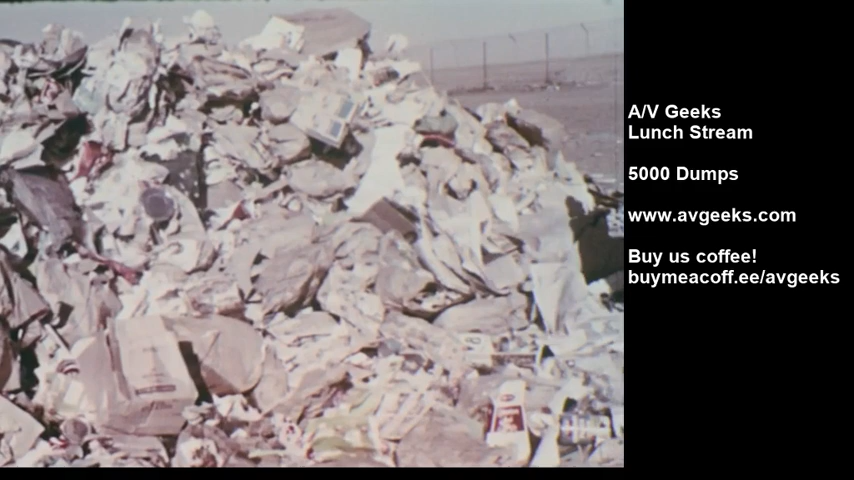 A/V Geeks
Lunch Stream
5000 Dumps
www.avgeeks.com
Buy us coffee!
buymeacoff.ee/avgeeks